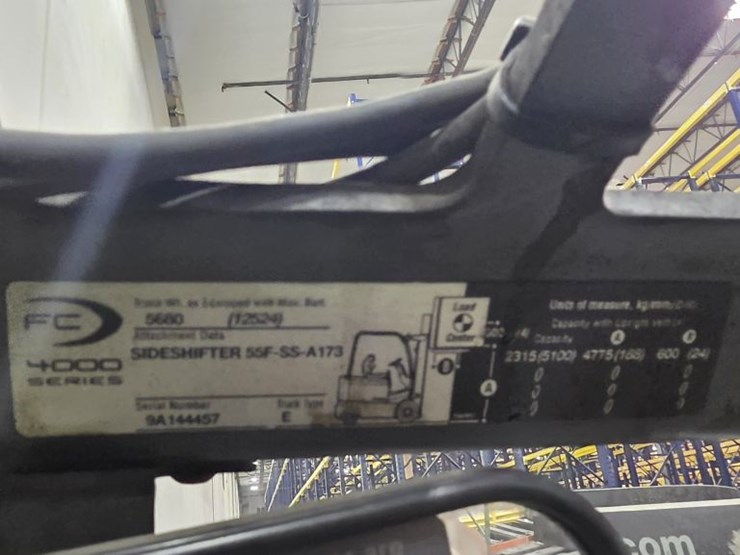 FC
4000
SERIES
Truck Wt. as Equipped with Max. Batt.
5680 (12524)
Attachment Data
SIDESHIFTER 55F-SS-A173
Serial Number
9A144457
Truck Type
E
Load
Center
A
B
Units of measure, kg
Capacity with upright vertical
Capacity A B
2315(5100) 4775(188) 600 (24)
0 0 0
0 0 0
0 0 0
.com